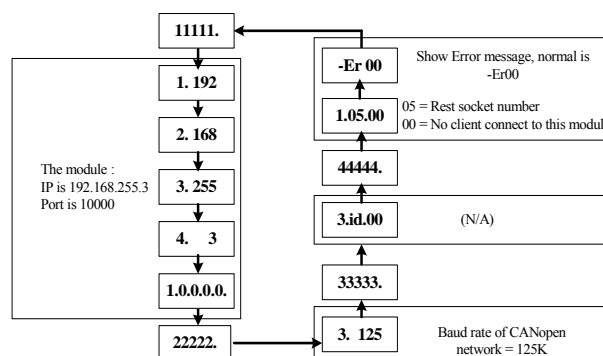 11111.
1. 192
2. 168
3. 255
4. 3
1.0.0.0.0.
22222.
The module :
IP is 192.168.255.3
Port is 10000
3. 125
Baud rate of CANopen
network = 125K
33333.
3.id.00
(N/A)
44444.
1.05.00
05 = Rest socket number
00 = No client connect to this modul
-Er 00
Show Error message, normal is
-Er00